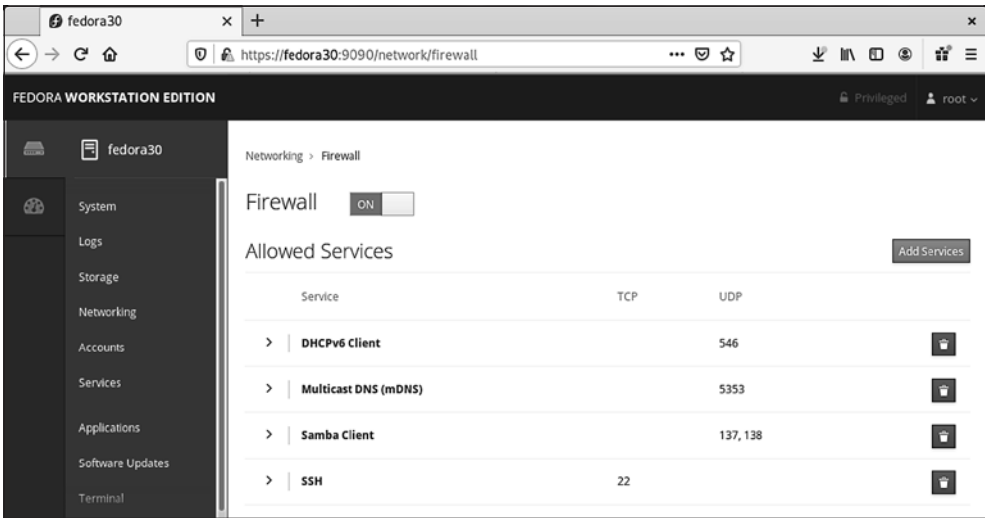 fedora30
https://fedora30:9090/network/firewall
FEDORA WORKSTATION EDITION
Privileged
root
fedora30
System
Logs
Storage
Networking
Accounts
Services
Applications
Software Updates
Terminal
Networking > Firewall
Firewall ON
Allowed Services
Add Services
Service TCP UDP
DHCPv6 Client 546
Multicast DNS (mDNS) 5353
Samba Client 137, 138
SSH 22